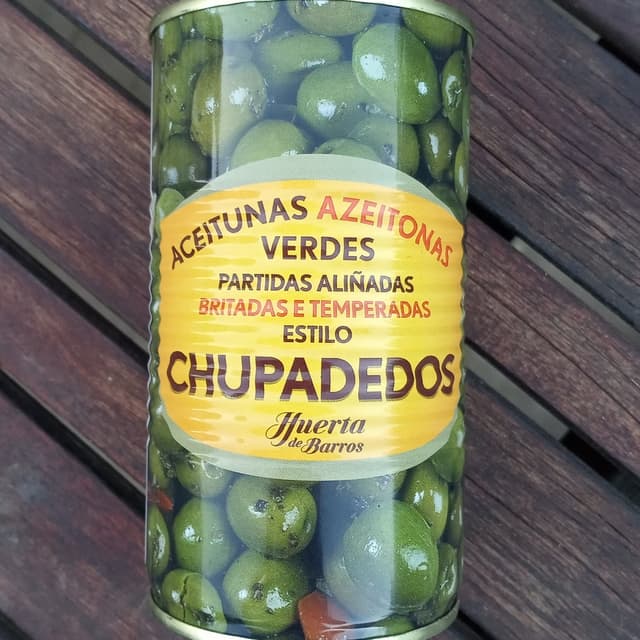 ACEITUNAS AZEITONAS
VERDES
PARTIDAS ALIÑADAS
BRITADAS E TEMPERADAS
ESTILO
CHUPADEDOS
Huerta
de Barros